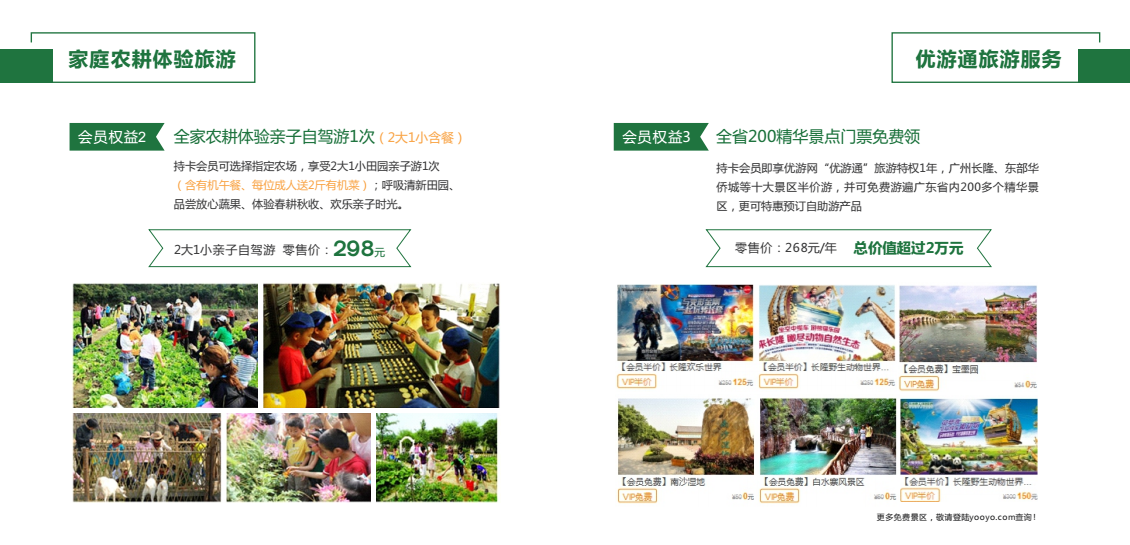 家庭农耕体验旅游
会员权益2
全家农耕体验亲子自驾游1次（2大1小含餐）
持卡会员可选择指定农场，享受2大1小田园亲子游1次
（含有机午餐、每位成人送2斤有机菜）；呼吸清新田园、
品尝放心蔬果、体验春耕秋收、欢乐亲子时光。
2大1小亲子自驾游 零售价：298元
优游通旅游服务
会员权益3
全省200精华景点门票免费领
持卡会员即享优游网“优游通”旅游特权1年，广州长隆、东部华
侨城等十大景区半价游，并可免费游遍广东省内200多个精华景
区，更可特惠预订自助游产品
零售价：268元/年 总价值超过2万元
【会员半价】长隆欢乐世界
VIP半价 ¥250 125元
【会员半价】长隆野生动物世界...
VIP半价 ¥250 125元
【会员免费】宝墨园
VIP免费 ¥54 0元
来长隆 瞰尽动物自然生态
【会员免费】南沙湿地
VIP免费 ¥50 0元
【会员免费】白水寨风景区
VIP免费 ¥60 0元
【会员半价】长隆野生动物世界...
VIP半价 ¥300 150元
更多免费景区，敬请登陆yooyo.com查询！